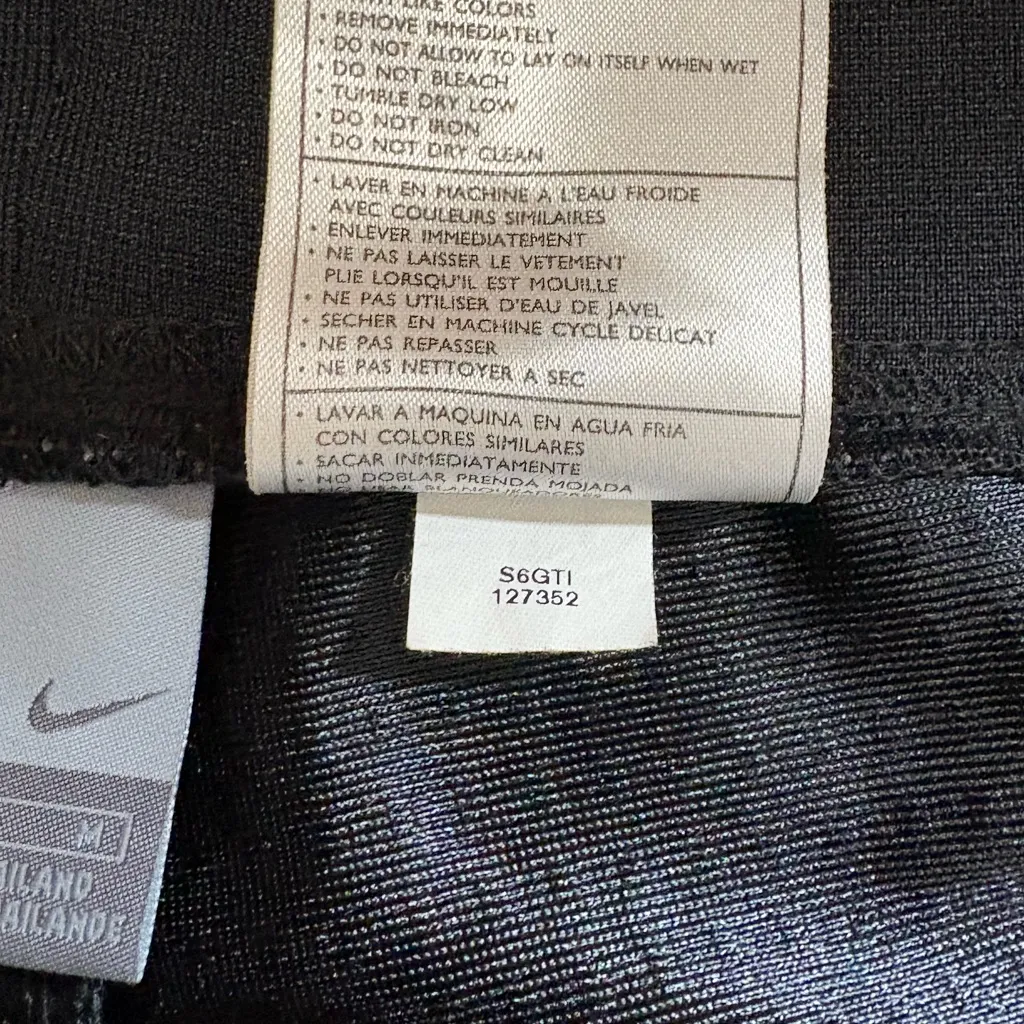 LIKE COLORS
• REMOVE IMMEDIATELY
• DO NOT ALLOW TO LAY ON ITSELF WHEN WET
• DO NOT BLEACH
• TUMBLE DRY LOW
• DO NOT IRON
• DO NOT DRY CLEAN
• LAVER EN MACHINE A L'EAU FROIDE
AVEC COULEURS SIMILAIRES
• ENLEVER IMMEDIATEMENT
• NE PAS LAISSER LE VETEMENT
PLIE LORSQU'IL EST MOUILLE
• NE PAS UTILISER D'EAU DE JAVEL
• SECHER EN MACHINE CYCLE DELICAT
• NE PAS REPASSER
• NE PAS NETTOYER A SEC
• LAVAR A MAQUINA EN AGUA FRIA
CON COLORES SIMILARES
• SACAR INMEDIATAMENTE
• NO DOBLAR PRENDA MOJADA
S6GTI
127352
M
AILAND
AILANDE